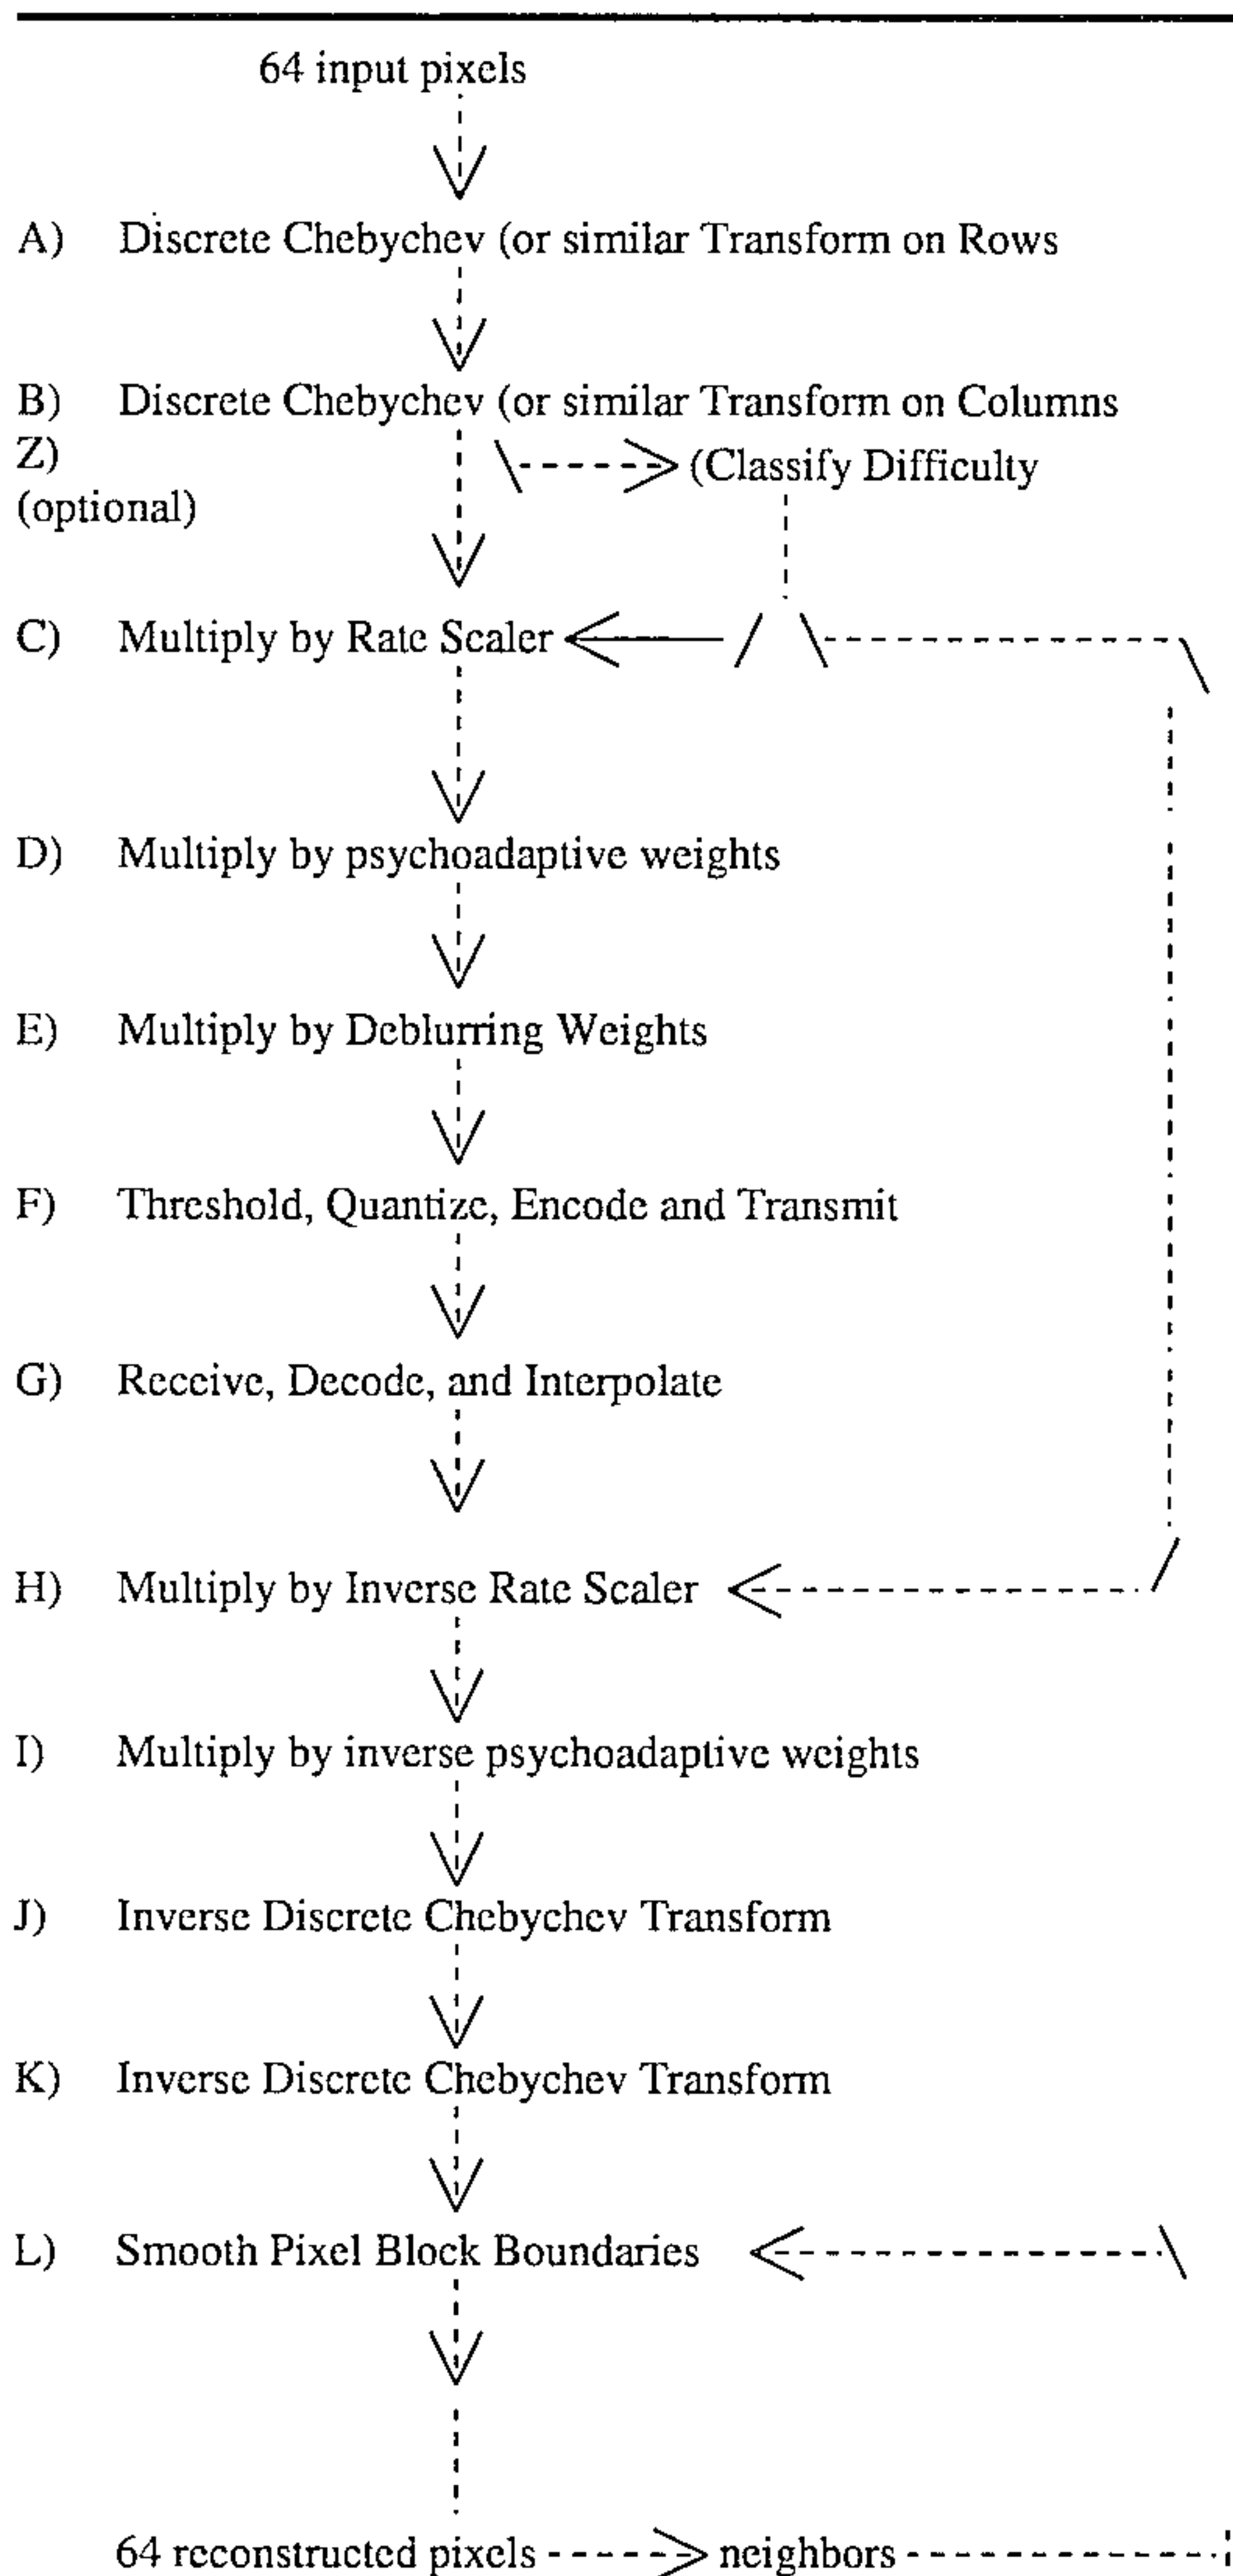 64 input pixels
A) Discrete Chebychev (or similar Transform on Rows
B) Discrete Chebychev (or similar Transform on Columns
Z) (Classify Difficulty
(optional)
C) Multiply by Rate Scaler
D) Multiply by psychoadaptive weights
E) Multiply by Deblurring Weights
F) Threshold, Quantize, Encode and Transmit
G) Receive, Decode, and Interpolate
H) Multiply by Inverse Rate Scaler
I) Multiply by inverse psychoadaptive weights
J) Inverse Discrete Chebychev Transform
K) Inverse Discrete Chebychev Transform
L) Smooth Pixel Block Boundaries
64 reconstructed pixels neighbors